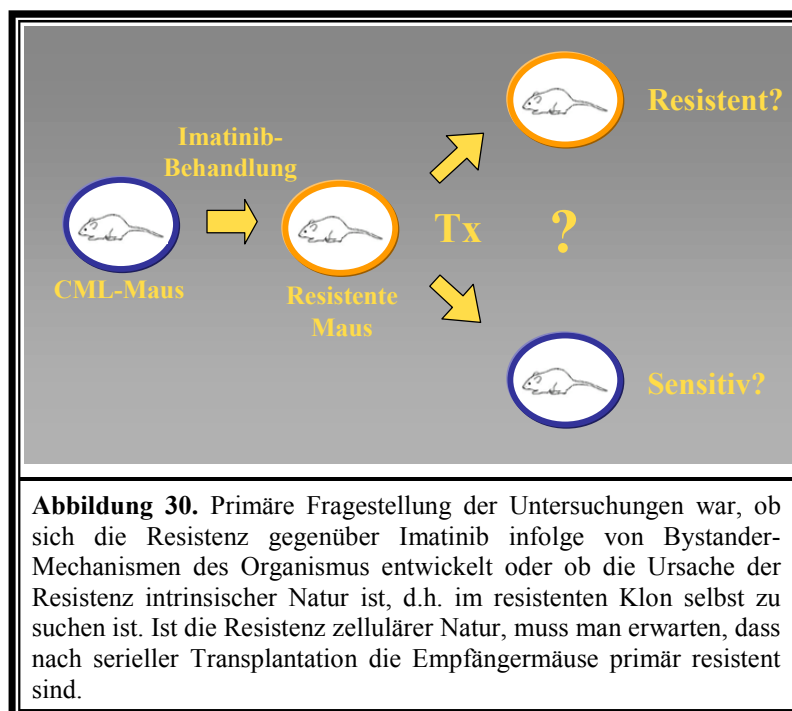 Resistent?
Imatinib-
Behandlung
Tx
?
CML-Maus
Resistente
Maus
Sensitiv?
Abbildung 30. Primäre Fragestellung der Untersuchungen war, ob
sich die Resistenz gegenüber Imatinib infolge von Bystander-
Mechanismen des Organismus entwickelt oder ob die Ursache der
Resistenz intrinsischer Natur ist, d.h. im resistenten Klon selbst zu
suchen ist. Ist die Resistenz zellulärer Natur, muss man erwarten, dass
nach serieller Transplantation die Empfängermäuse primär resistent
sind.